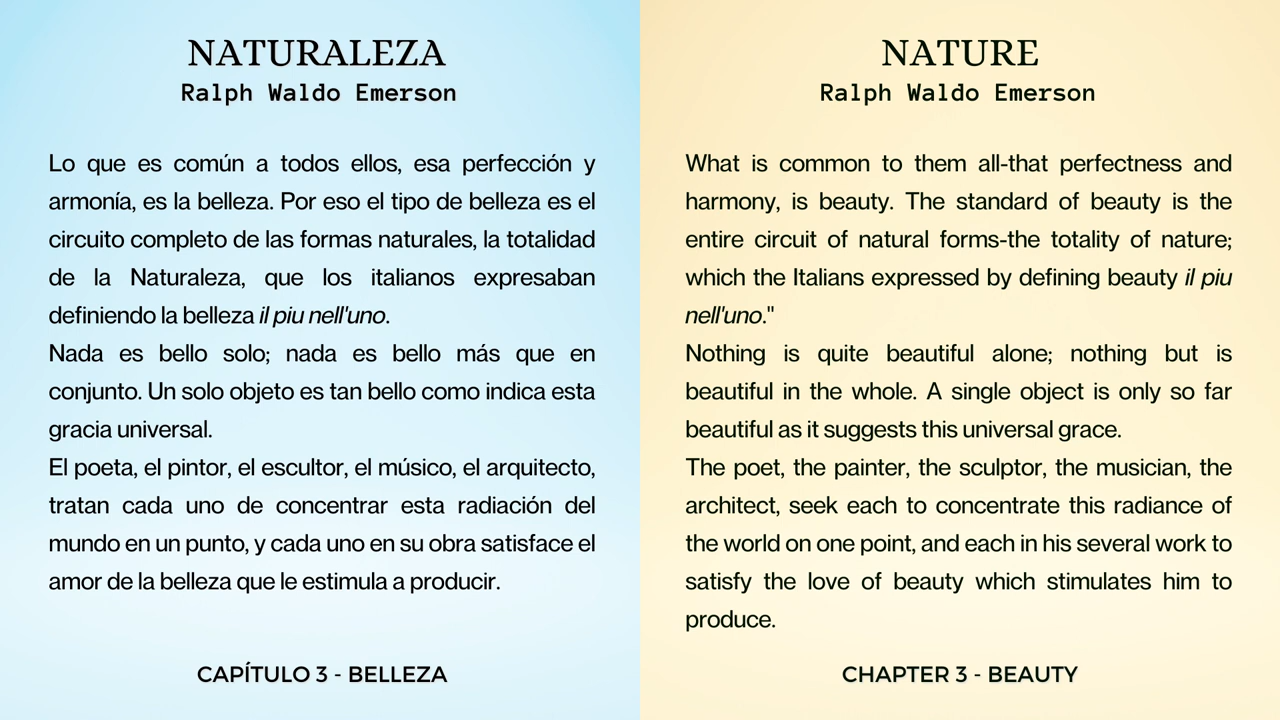 NATURALEZA
Ralph Waldo Emerson
Lo que es común a todos ellos, esa perfección y
armonía, es la belleza. Por eso el tipo de belleza es el
circuito completo de las formas naturales, la totalidad
de la Naturaleza, que los italianos expresaban
definiendo la belleza il piu nell'uno.
Nada es bello solo; nada es bello más que en
conjunto. Un solo objeto es tan bello como indica esta
gracia universal.
El poeta, el pintor, el escultor, el músico, el arquitecto,
tratan cada uno de concentrar esta radiación del
mundo en un punto, y cada uno en su obra satisface el
amor de la belleza que le estimula a producir.
CAPÍTULO 3 - BELLEZA
NATURE
Ralph Waldo Emerson
What is common to them all-that perfectness and
harmony, is beauty. The standard of beauty is the
entire circuit of natural forms-the totality of nature;
which the Italians expressed by defining beauty il piu
nell'uno."
Nothing is quite beautiful alone; nothing but is
beautiful in the whole. A single object is only so far
beautiful as it suggests this universal grace.
The poet, the painter, the sculptor, the musician, the
architect, seek each to concentrate this radiance of
the world on one point, and each in his several work to
satisfy the love of beauty which stimulates him to
produce.
CHAPTER 3 - BEAUTY